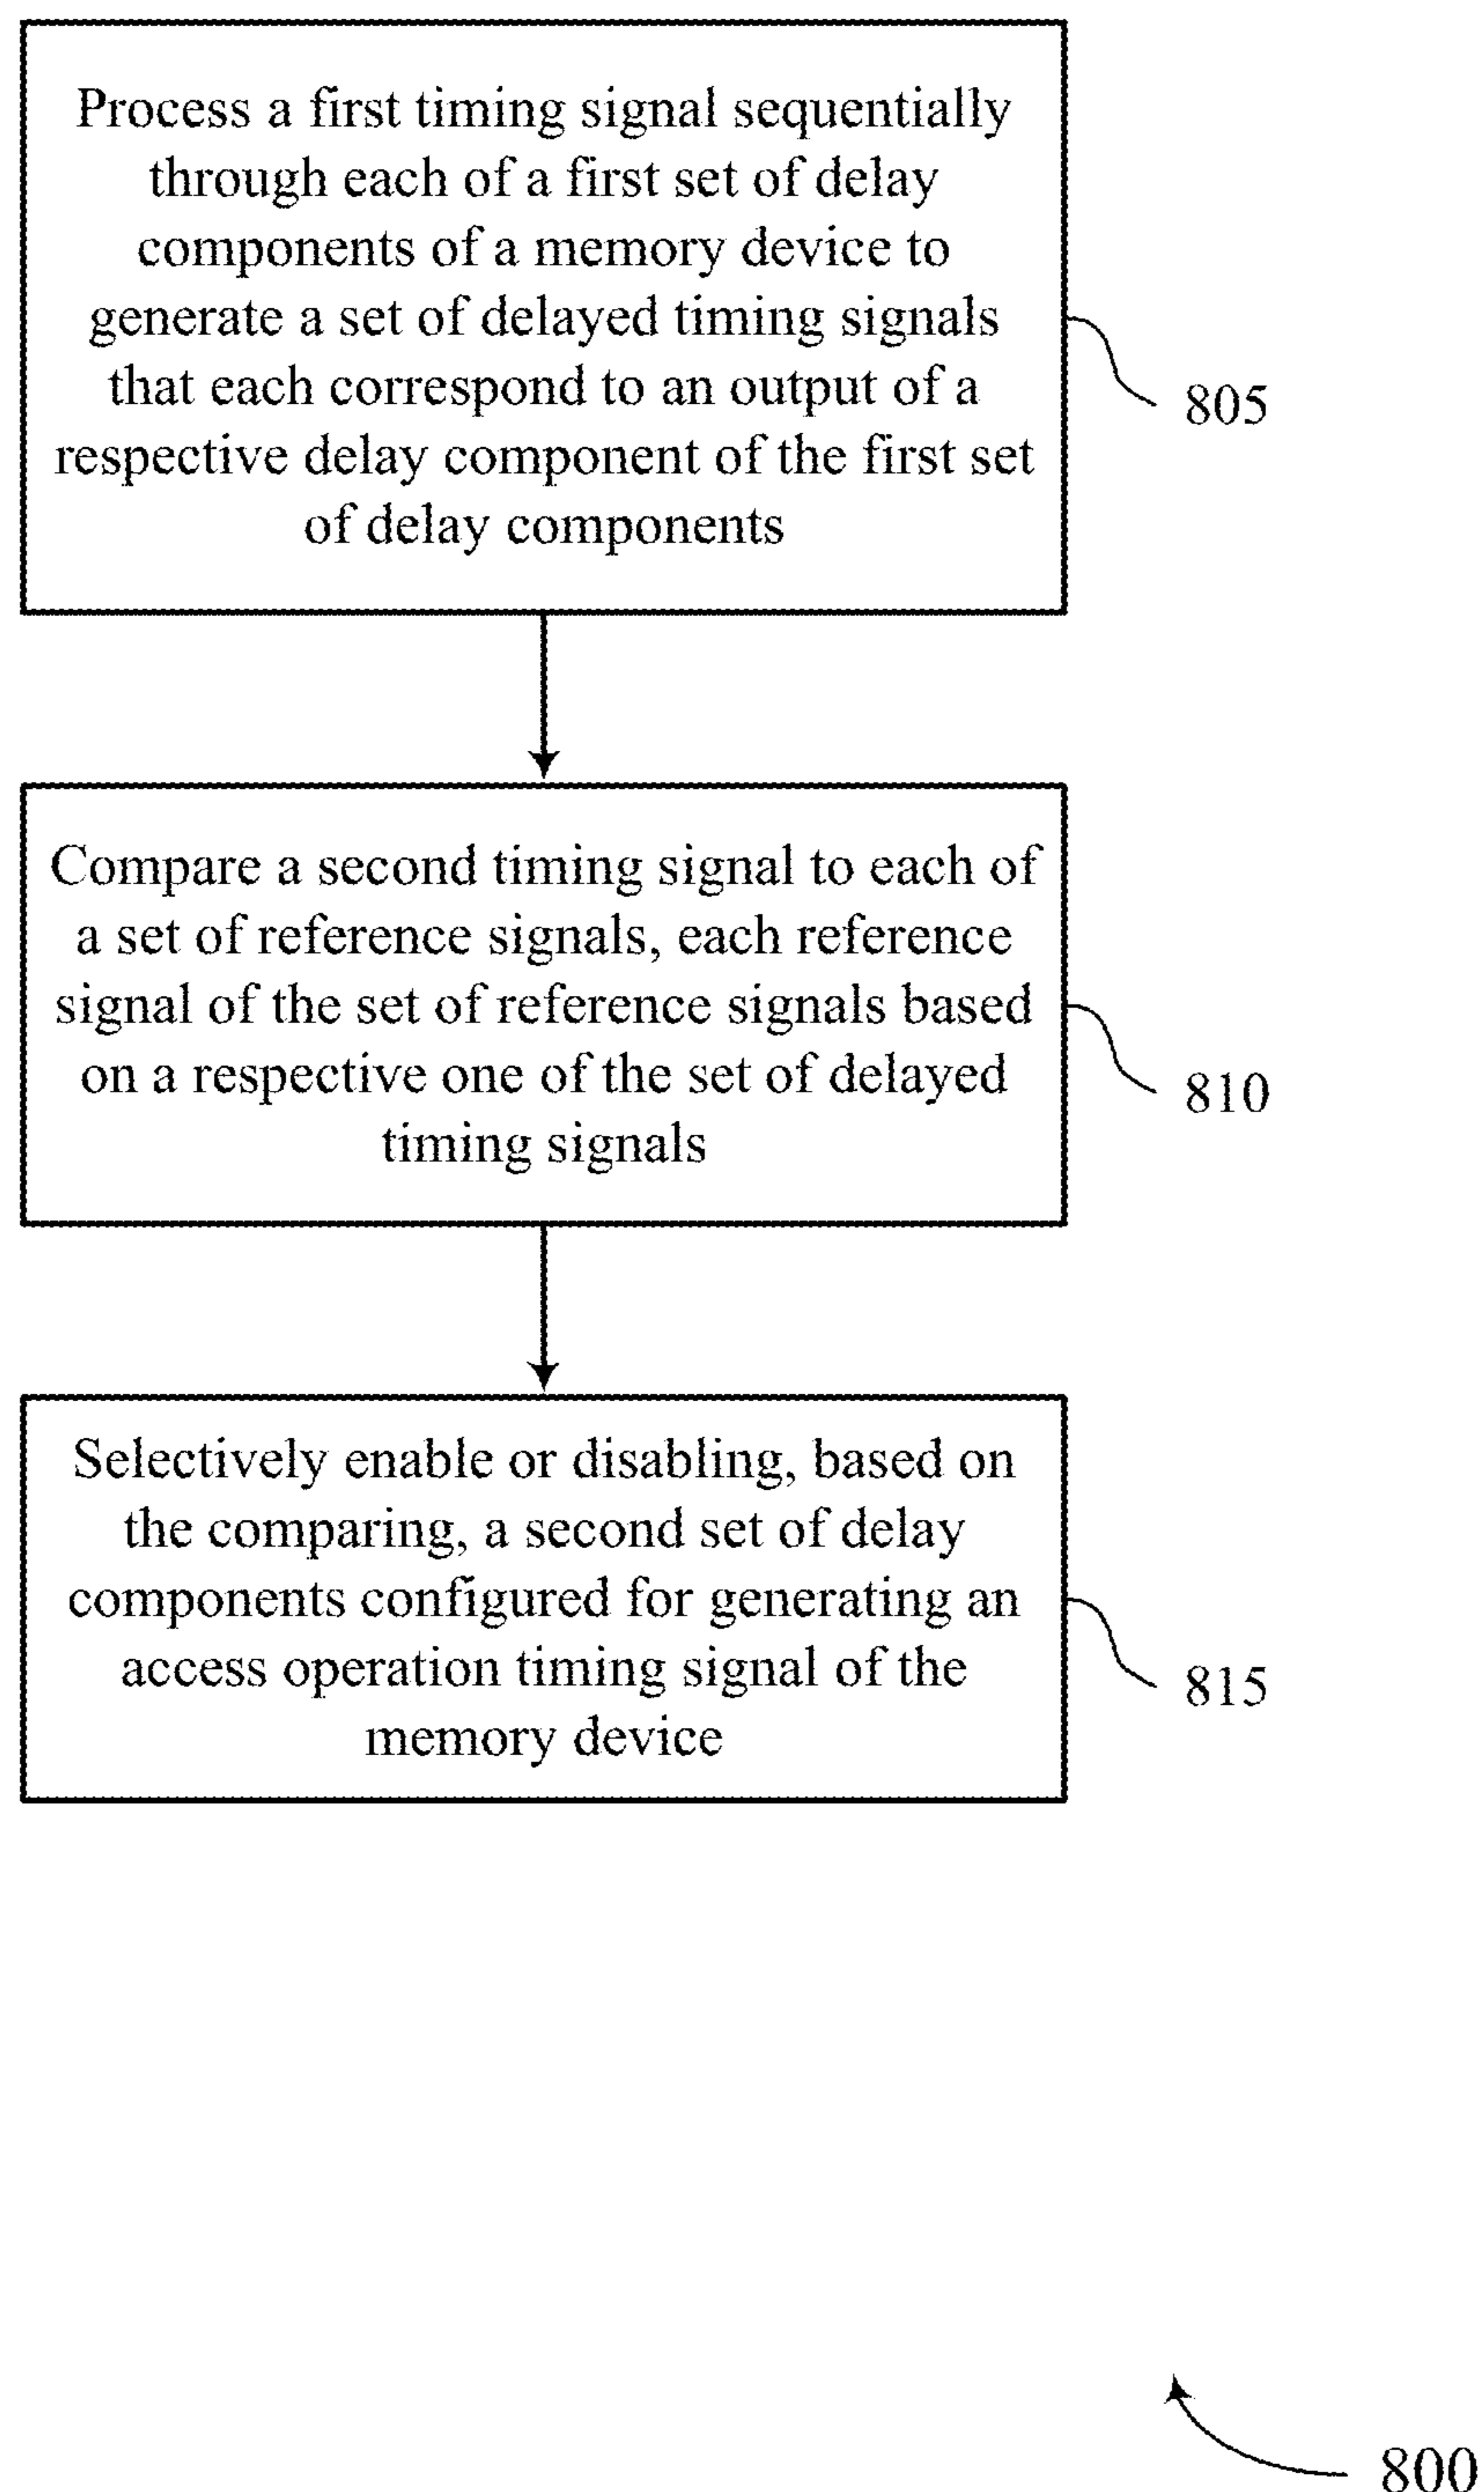 Process a first timing signal sequentially
through each of a first set of delay
components of a memory device to
generate a set of delayed timing signals
that each correspond to an output of a
respective delay component of the first set
of delay components
805
Compare a second timing signal to each of
a set of reference signals, each reference
signal of the set of reference signals based
on a respective one of the set of delayed
timing signals
810
Selectively enable or disabling, based on
the comparing, a second set of delay
components configured for generating an
access operation timing signal of the
memory device
815
800